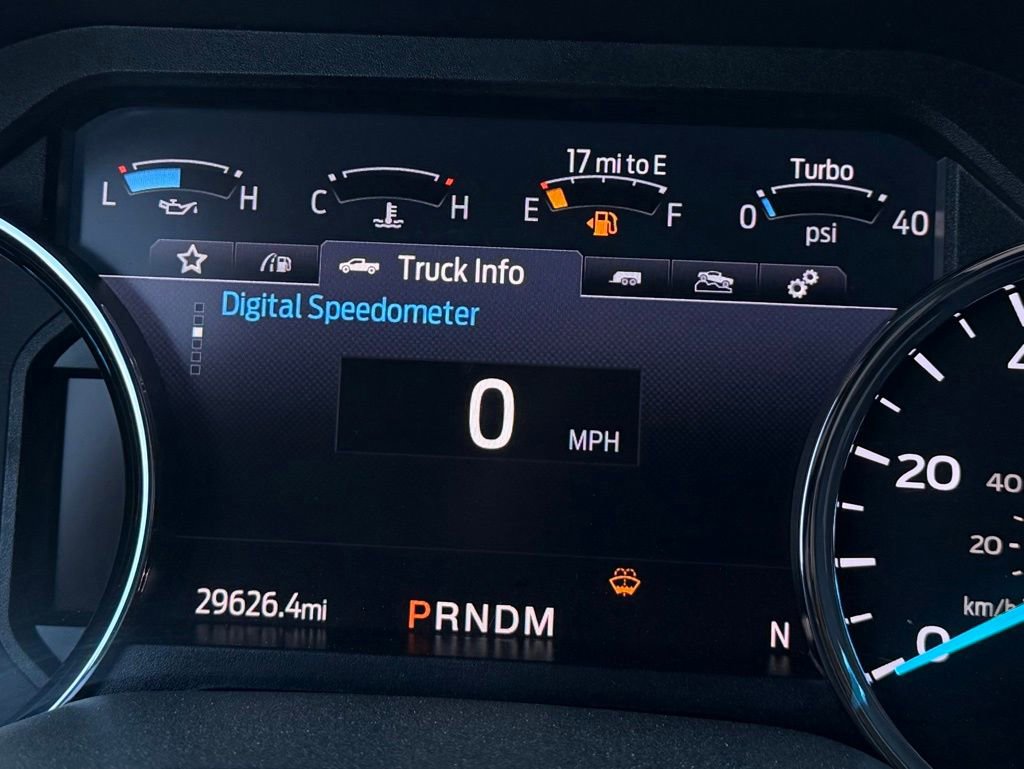 17 mi to E
Turbo
L H
C H
E F
0 40
psi
Truck Info
Digital Speedometer
0 MPH
20
40
20
km/h
0
29626.4mi
PRNDM
N